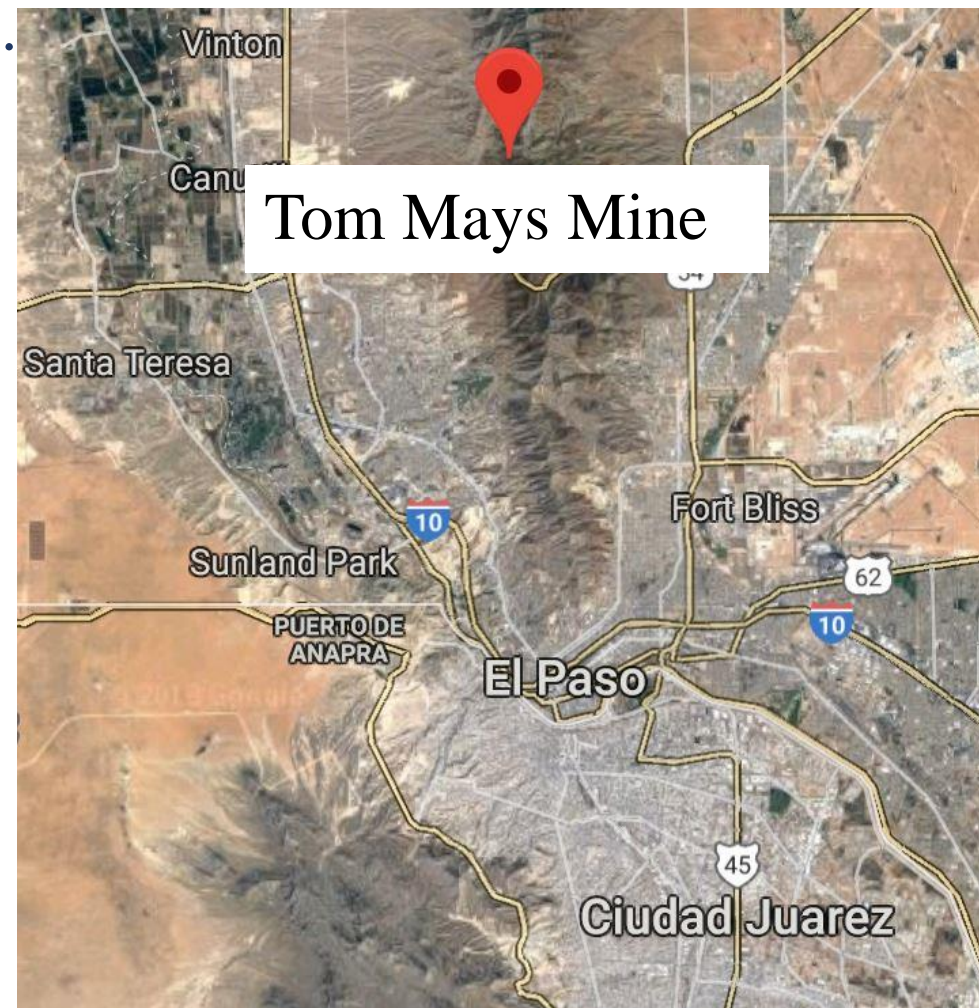 Vinton
Tom Mays Mine
Santa Teresa
10
Fort Bliss
Sunland Park
62
10
PUERTO DE
ANAPRA
El Paso
45
Ciudad Juarez